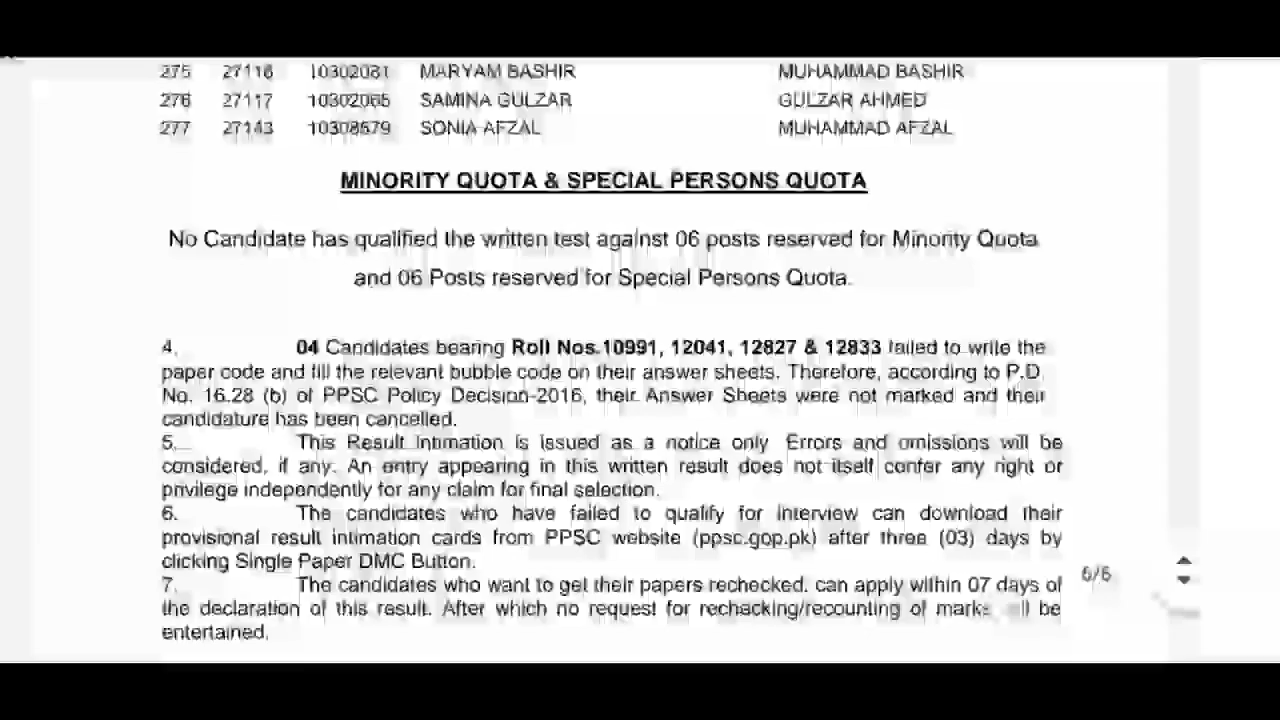 275 27116 10302081 MARYAM BASHIR MUHAMMAD BASHIR
276 27117 10302065 SAMINA GULZAR GULZAR AHMED
277 27143 10308679 SONIA AFZAL MUHAMMAD AFZAL
MINORITY QUOTA & SPECIAL PERSONS QUOTA
No Candidate has qualified the written test against 06 posts reserved for Minority Quota
and 06 Posts reserved for Special Persons Quota.
4. 04 Candidates bearing Roll Nos.10991, 12041, 12827 & 12833 failed to write the
paper code and fill the relevant bubble code on their answer sheets. Therefore, according to P.D.
No. 16.28 (b) of PPSC Policy Decision-2016, their Answer Sheets were not marked and their
candidature has been cancelled.
5. This Result Intimation is issued as a notice only. Errors and omissions will be
considered, if any. An entry appearing in this written result does not itself confer any right or
privilege independently for any claim for final selection.
6. The candidates who have failed to qualify for interview can download their
provisional result intimation cards from PPSC website (ppsc.gop.pk) after three (03) days by
clicking Single Paper DMC Button.
7. The candidates who want to get their papers rechecked, can apply within 07 days of
the declaration of this result. After which no request for rechacking/recounting of marks be
entertained.
6/6